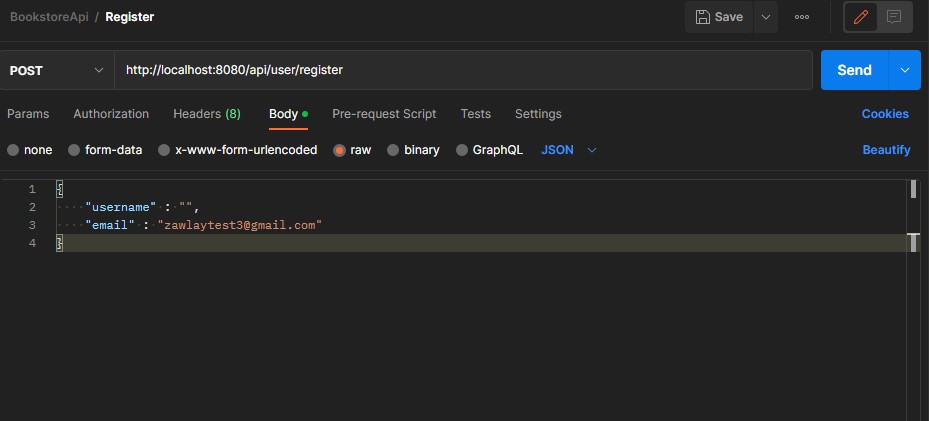 BookstoreApi / Register
Save
POST http://localhost:8080/api/user/register Send
Params Authorization Headers (8) Body Pre-request Script Tests Settings Cookies
none form-data x-www-form-urlencoded raw binary GraphQL JSON Beautify
1 {
2 "username" : "",
3 "email" : "zawlaytest3@gmail.com"
4 }